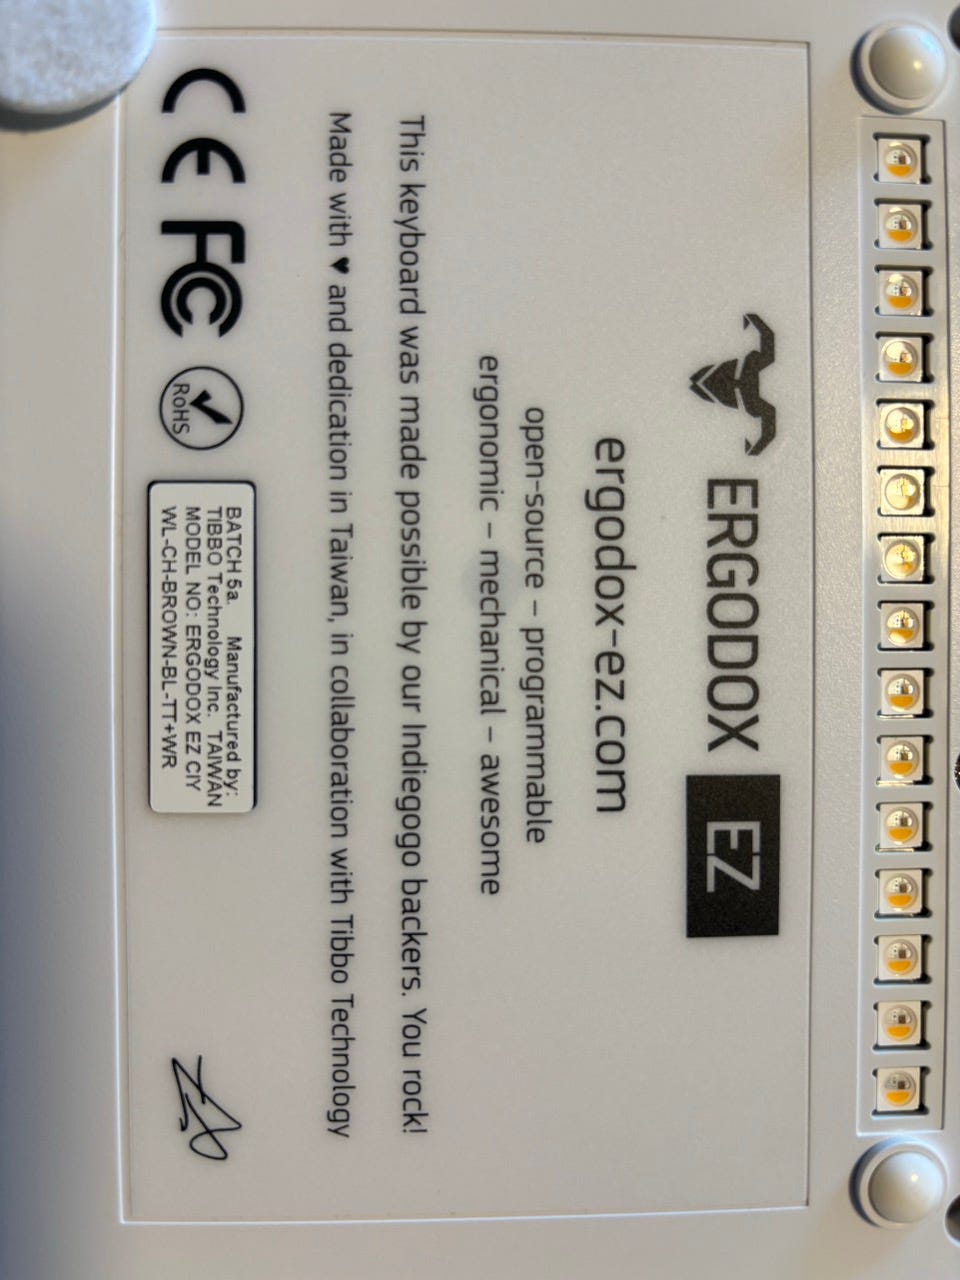 ERGODOX EZ
ergodox-ez.com
open-source – programmable
ergonomic – mechanical – awesome
This keyboard was made possible by our Indiegogo backers. You rock!
Made with ♥ and dedication in Taiwan, in collaboration with Tibbo Technology
CE FC RoHS
BATCH 5a. Manufactured by:
TIBBO Technology Inc. TAIWAN
MODEL NO: ERGODOX EZ CIY
WL-CH-BROWN-BL-TT+WR